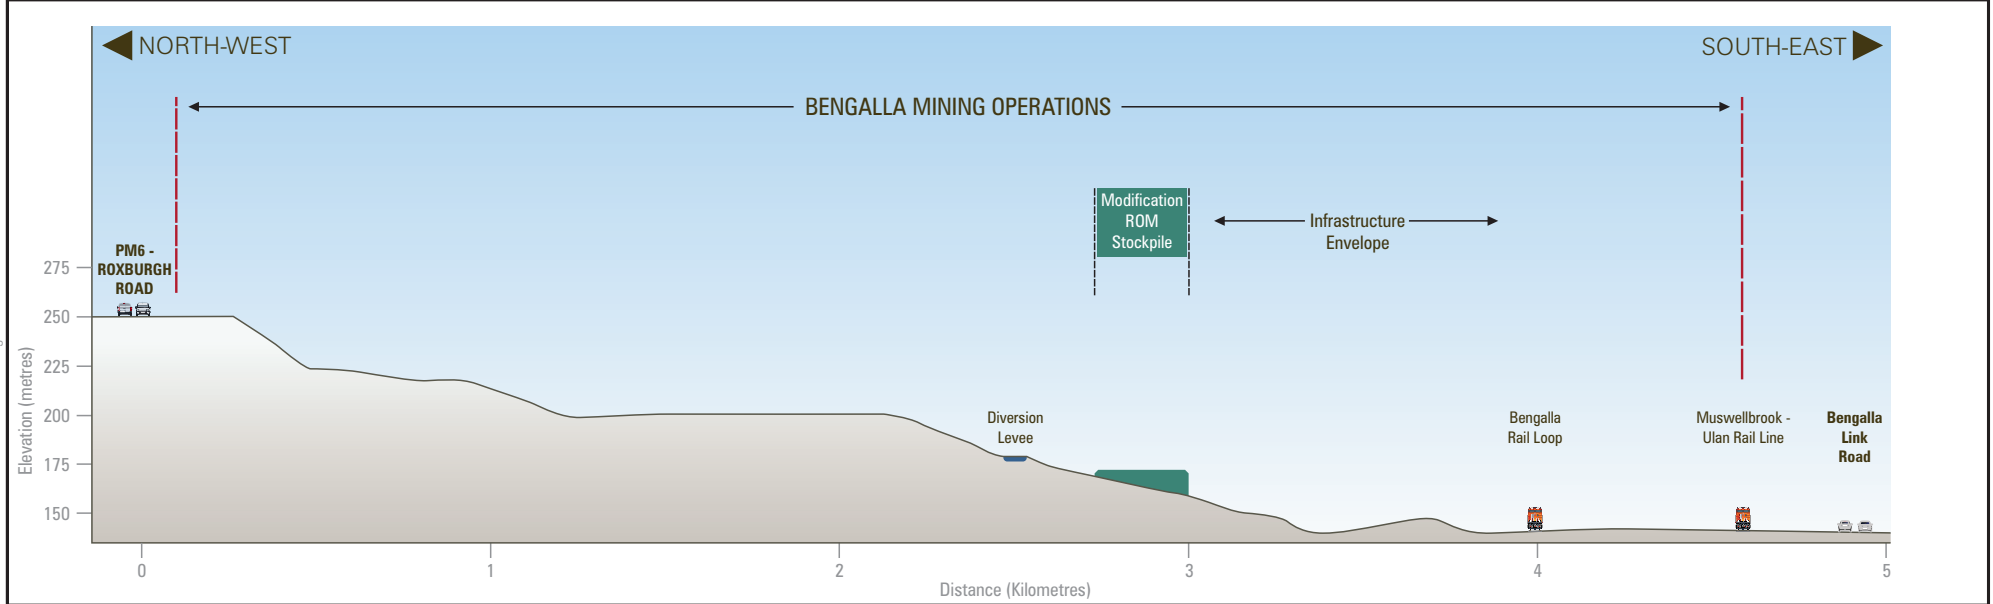 NORTH-WEST
SOUTH-EAST
BENGALLA MINING OPERATIONS
Modification
ROM
Stockpile
Infrastructure
Envelope
PM6 -
ROXBURGH
ROAD
275
250
225
200
175
150
Elevation (metres)
Diversion
Levee
Bengalla
Rail Loop
Muswellbrook -
Ulan Rail Line
Bengalla
Link
Road
0
1
2
3
4
5
Distance (Kilometres)